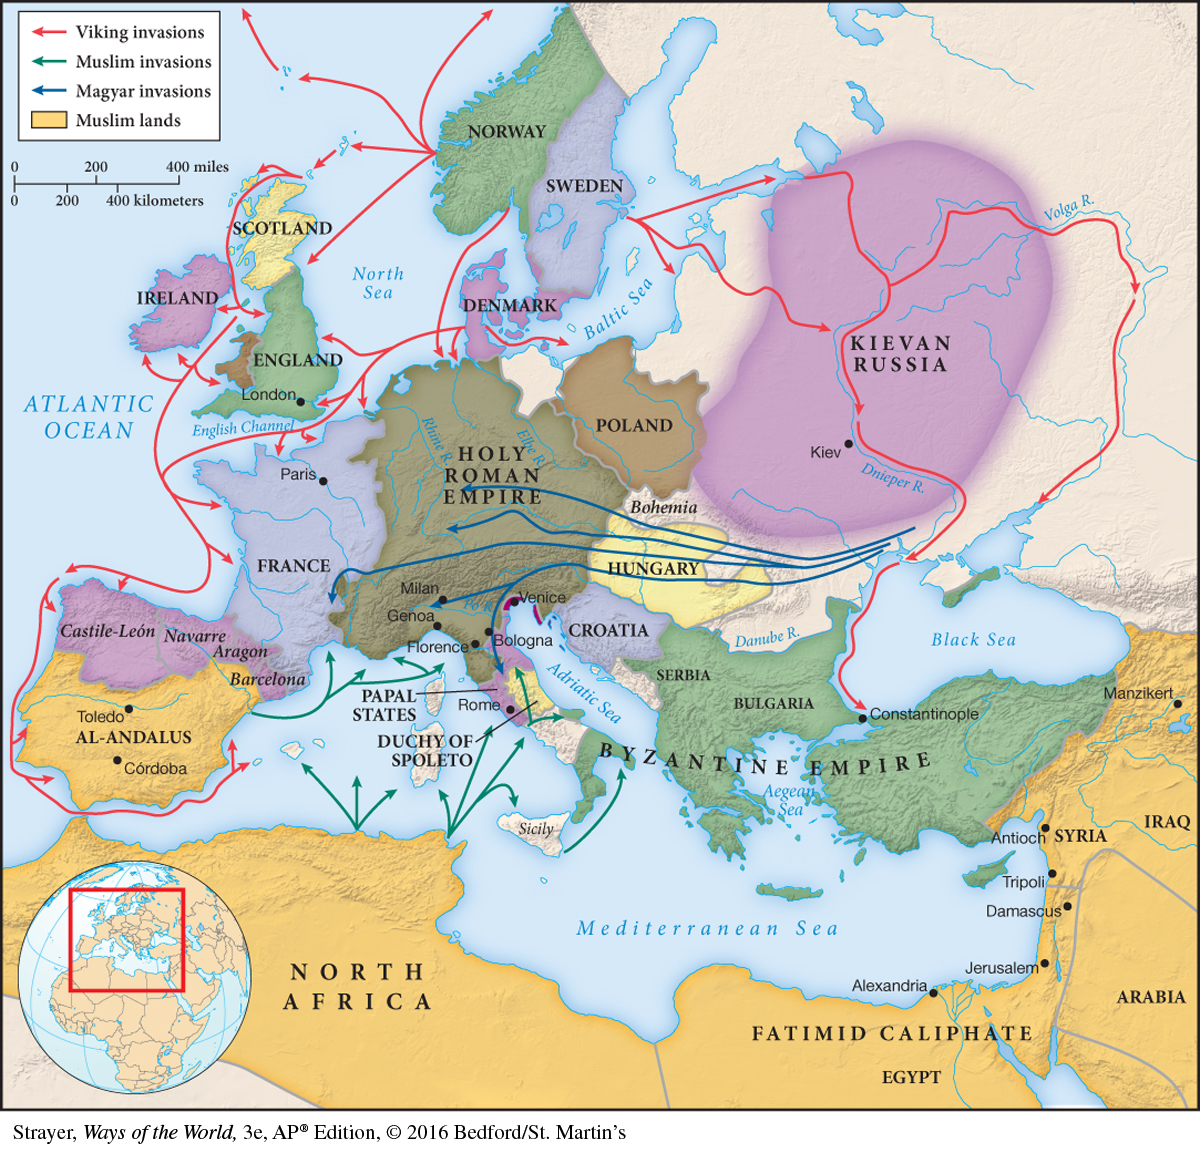 Viking invasions
Muslim invasions
Magyar invasions
Muslim lands
0 200 400 miles
0 200 400 kilometers
NORWAY
SWEDEN
SCOTLAND
North
Sea
IRELAND
DENMARK
Baltic Sea
Volga R.
ENGLAND
London
KIEVAN
RUSSIA
ATLANTIC
OCEAN
English Channel
Rhine R.
Elbe R.
POLAND
HOLY
ROMAN
EMPIRE
Paris
Kiev
Dnieper R.
Bohemia
FRANCE
HUNGARY
Milan
Venice
Po R.
Genoa
Castile-León
Navarre
Aragon
Barcelona
Florence
Bologna
CROATIA
Danube R.
Black Sea
SERBIA
Adriatic Sea
PAPAL
STATES
Rome
BULGARIA
Manzikert
Toledo
AL-ANDALUS
Constantinople
DUCHY OF
SPOLETO
BYZANTINE EMPIRE
Córdoba
Aegean
Sea
Sicily
Antioch
SYRIA
IRAQ
Tripoli
Damascus
Mediterranean Sea
NORTH
AFRICA
Jerusalem
Alexandria
ARABIA
FATIMID CALIPHATE
EGYPT
Strayer, Ways of the World, 3e, AP® Edition, © 2016 Bedford/St. Martin's